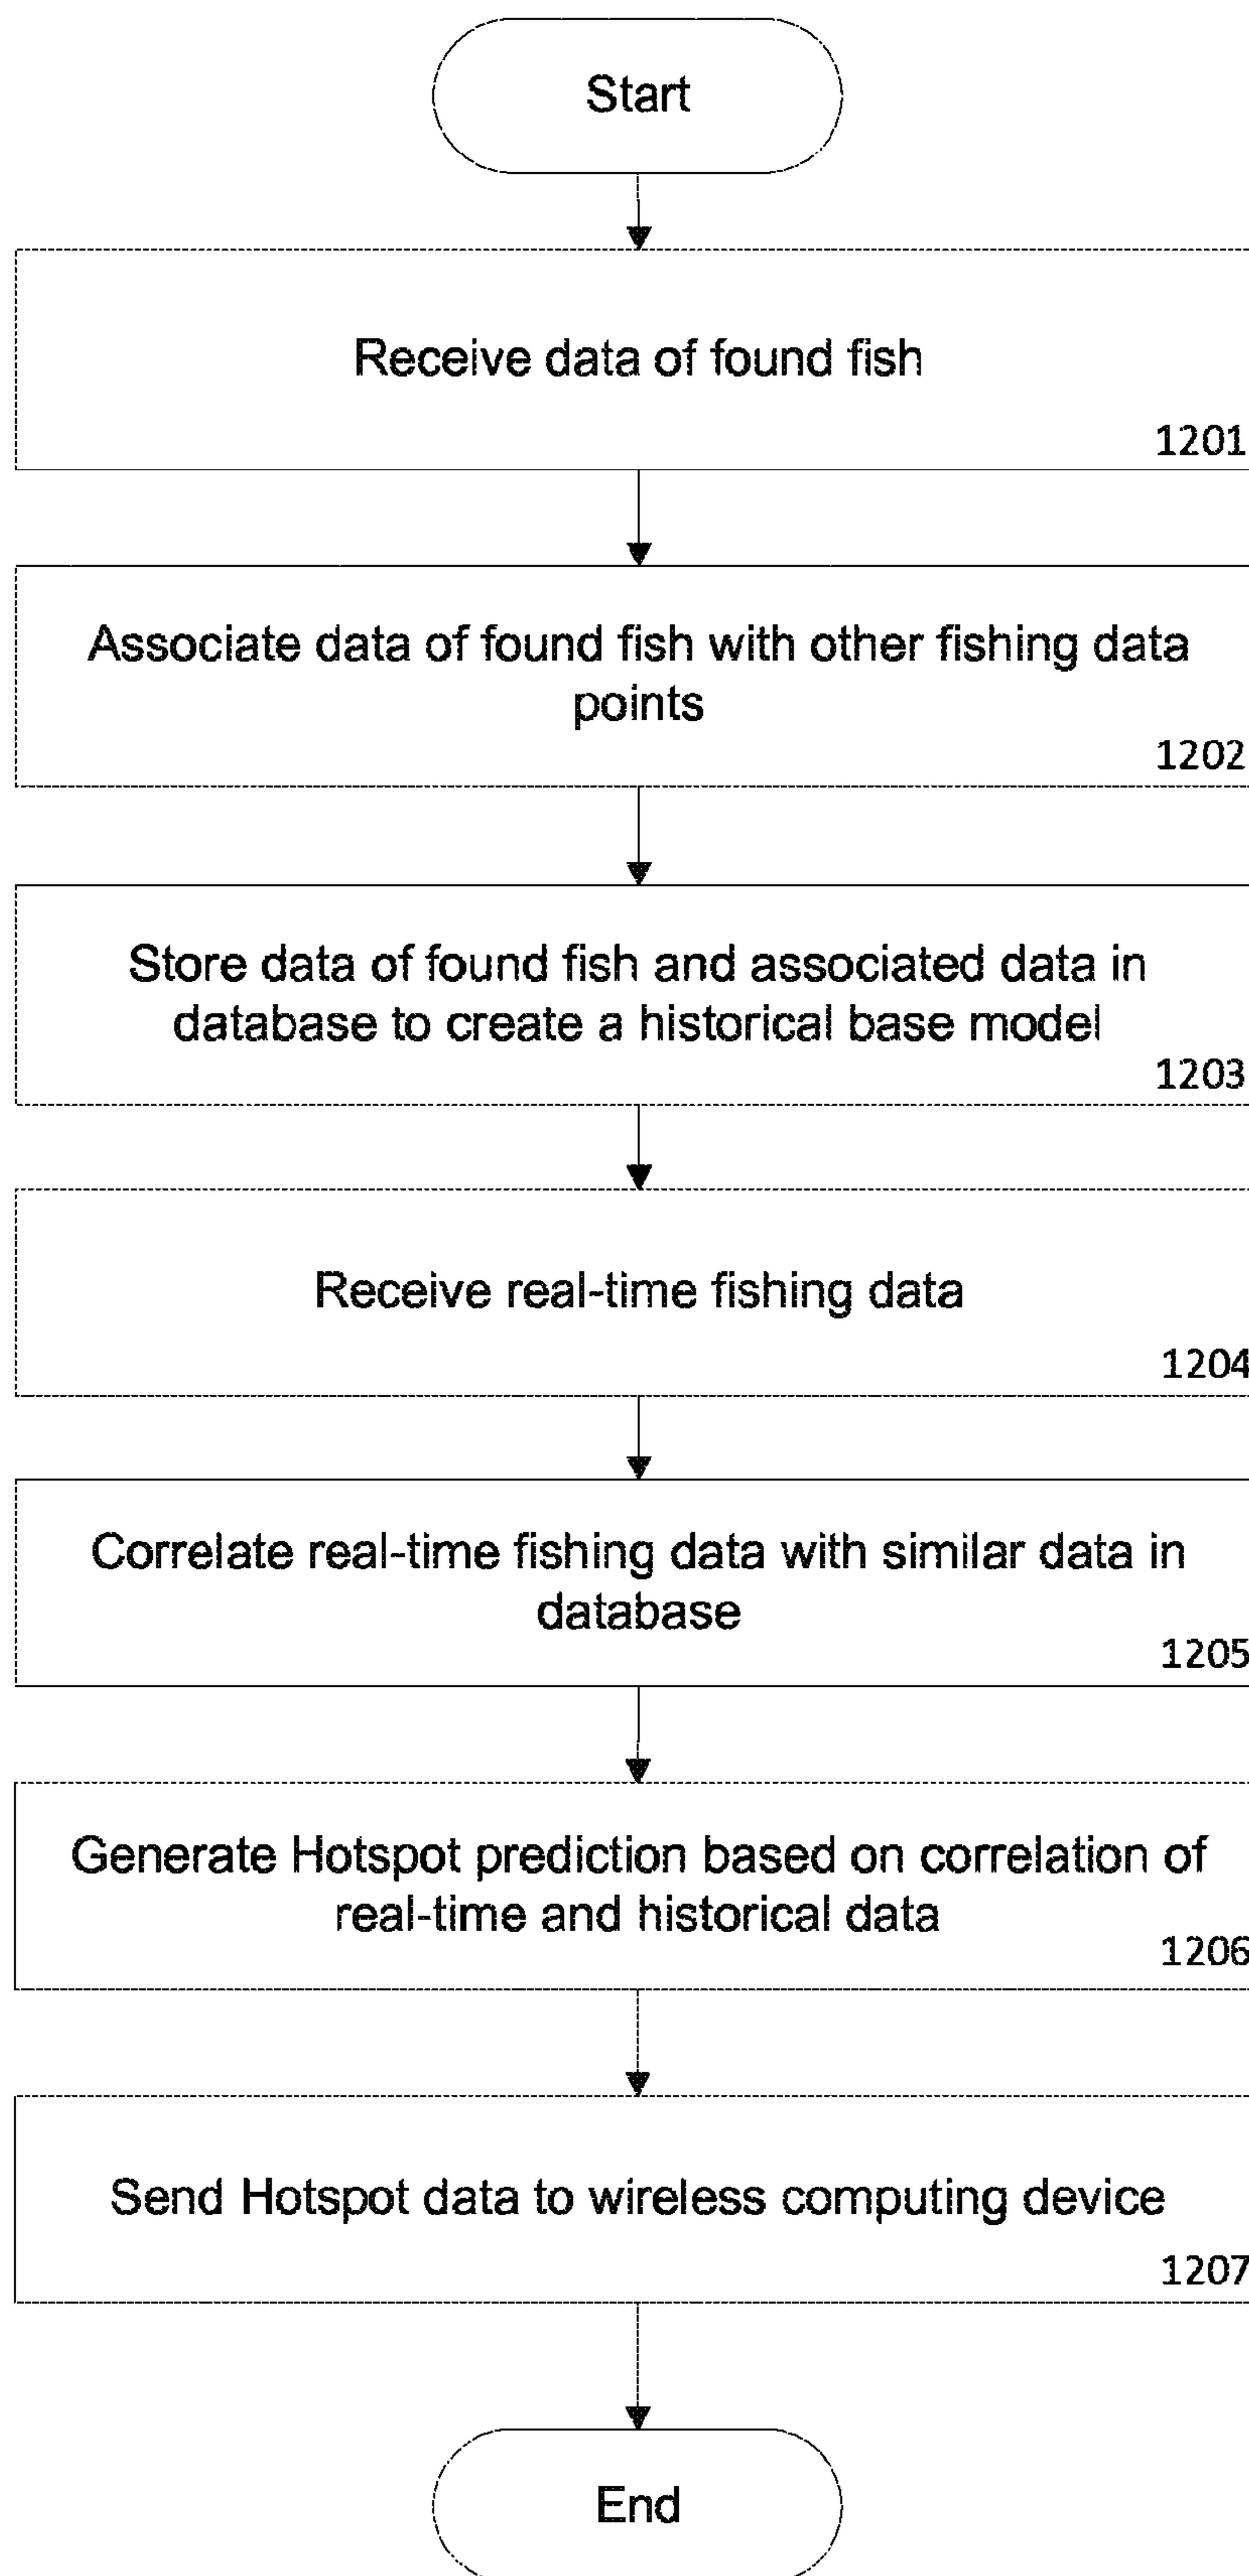 Start
Receive data of found fish
1201
Associate data of found fish with other fishing data
points
1202
Store data of found fish and associated data in
database to create a historical base model
1203
Receive real-time fishing data
1204
Correlate real-time fishing data with similar data in
database
1205
Generate Hotspot prediction based on correlation of
real-time and historical data
1206
Send Hotspot data to wireless computing device
1207
End